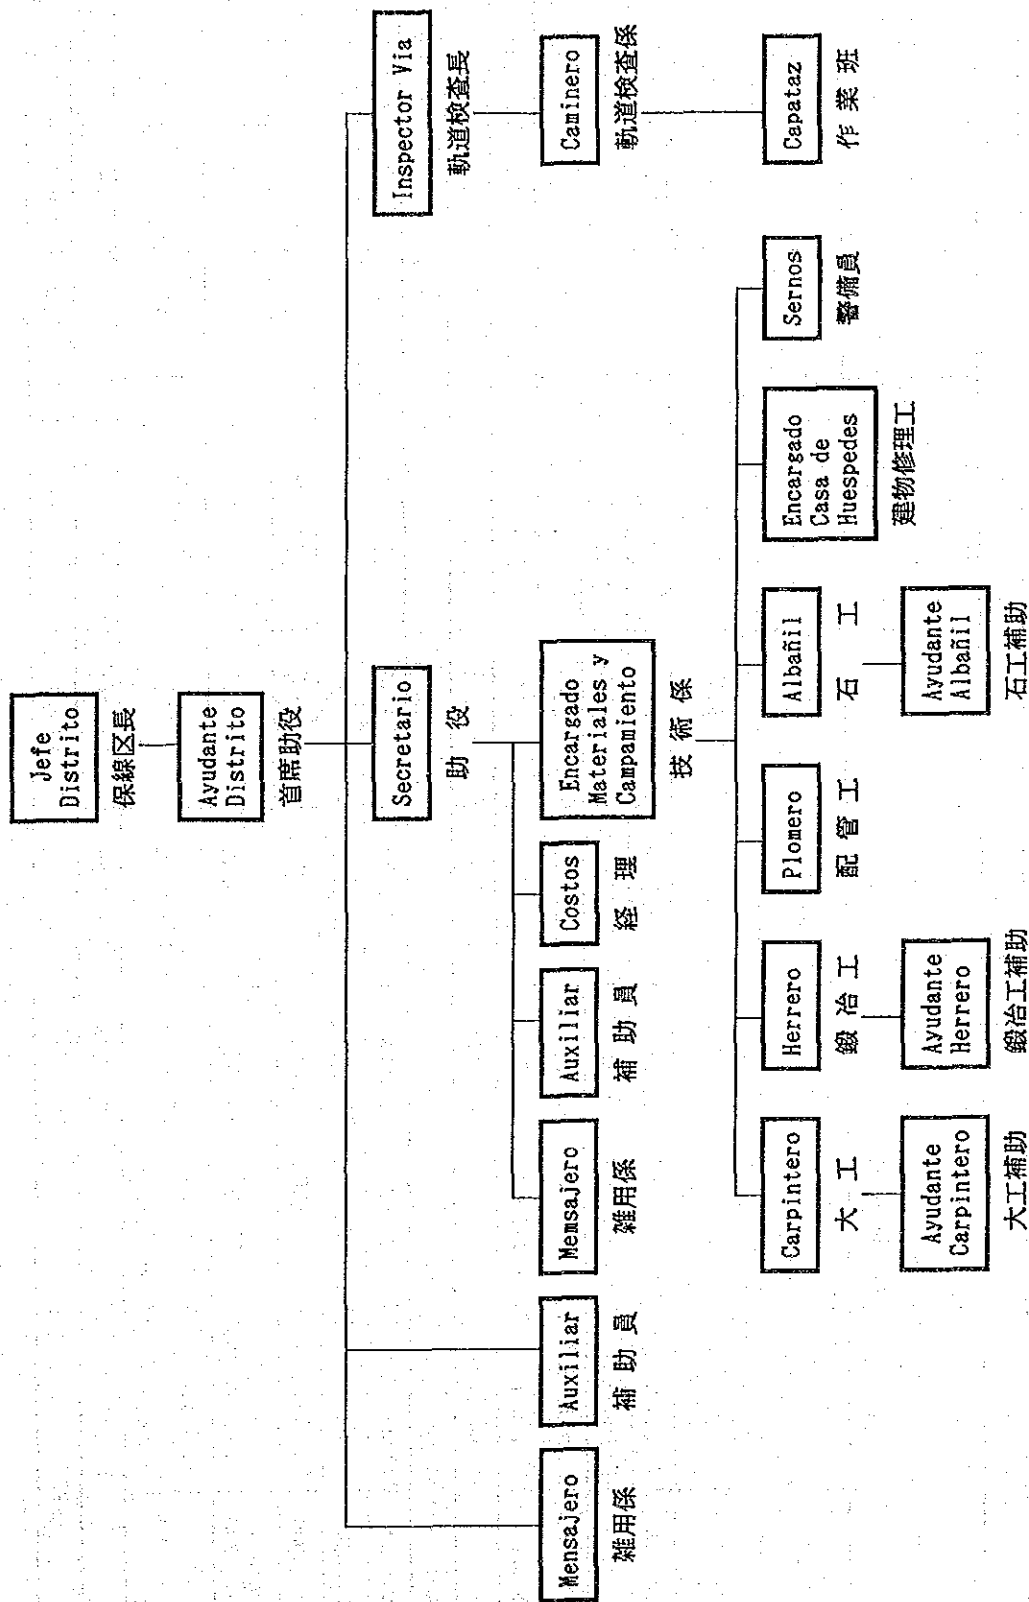 Jefe
Distrito
保線区長
Ayudante
Distrito
首席助役
Mensajero
雑用係
Auxiliar
補助員
Secretario
助役
Inspector Via
軌道検査長
Memsajero
雑用係
Auxiliar
補助員
Costos
経理
Encargado
Materiales y
Campamiento
技術係
Caminero
軌道検査係
Carpintero
大工
Herrero
鍛冶工
Plomero
配管工
Albañil
石工
Encargado
Casa de
Huespedes
建物修理工
Sernos
警備員
Capataz
作業班
Ayudante
Carpintero
大工補助
Ayudante
Herrero
鍛冶工補助
Ayudante
Albañil
石工補助